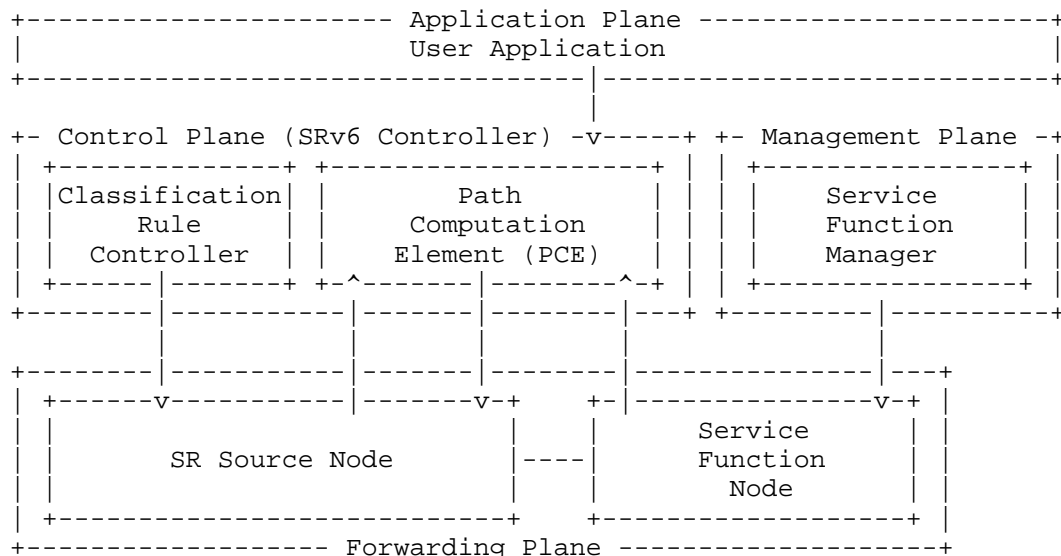 Application Plane
User Application
Control Plane (SRv6 Controller) Management Plane
Classification Path Service
Rule Computation Function
Controller Element (PCE) Manager
Service
SR Source Node Function
Node
Forwarding Plane